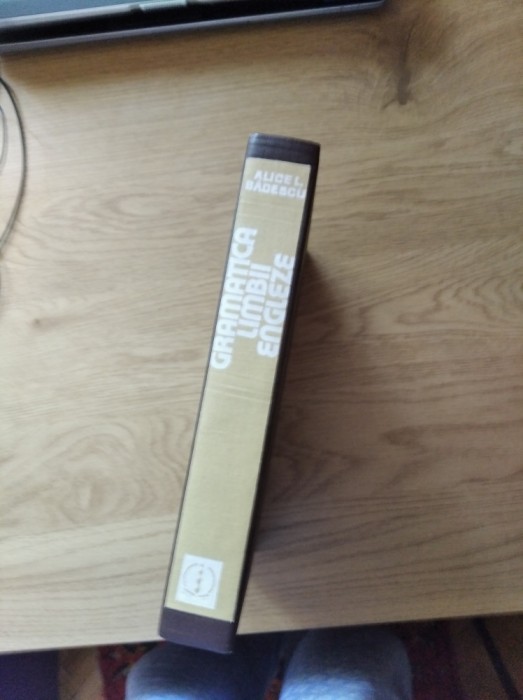 ALICE L.
BĂDESCU
GRAMATICA
LIMBII
ENGLEZE